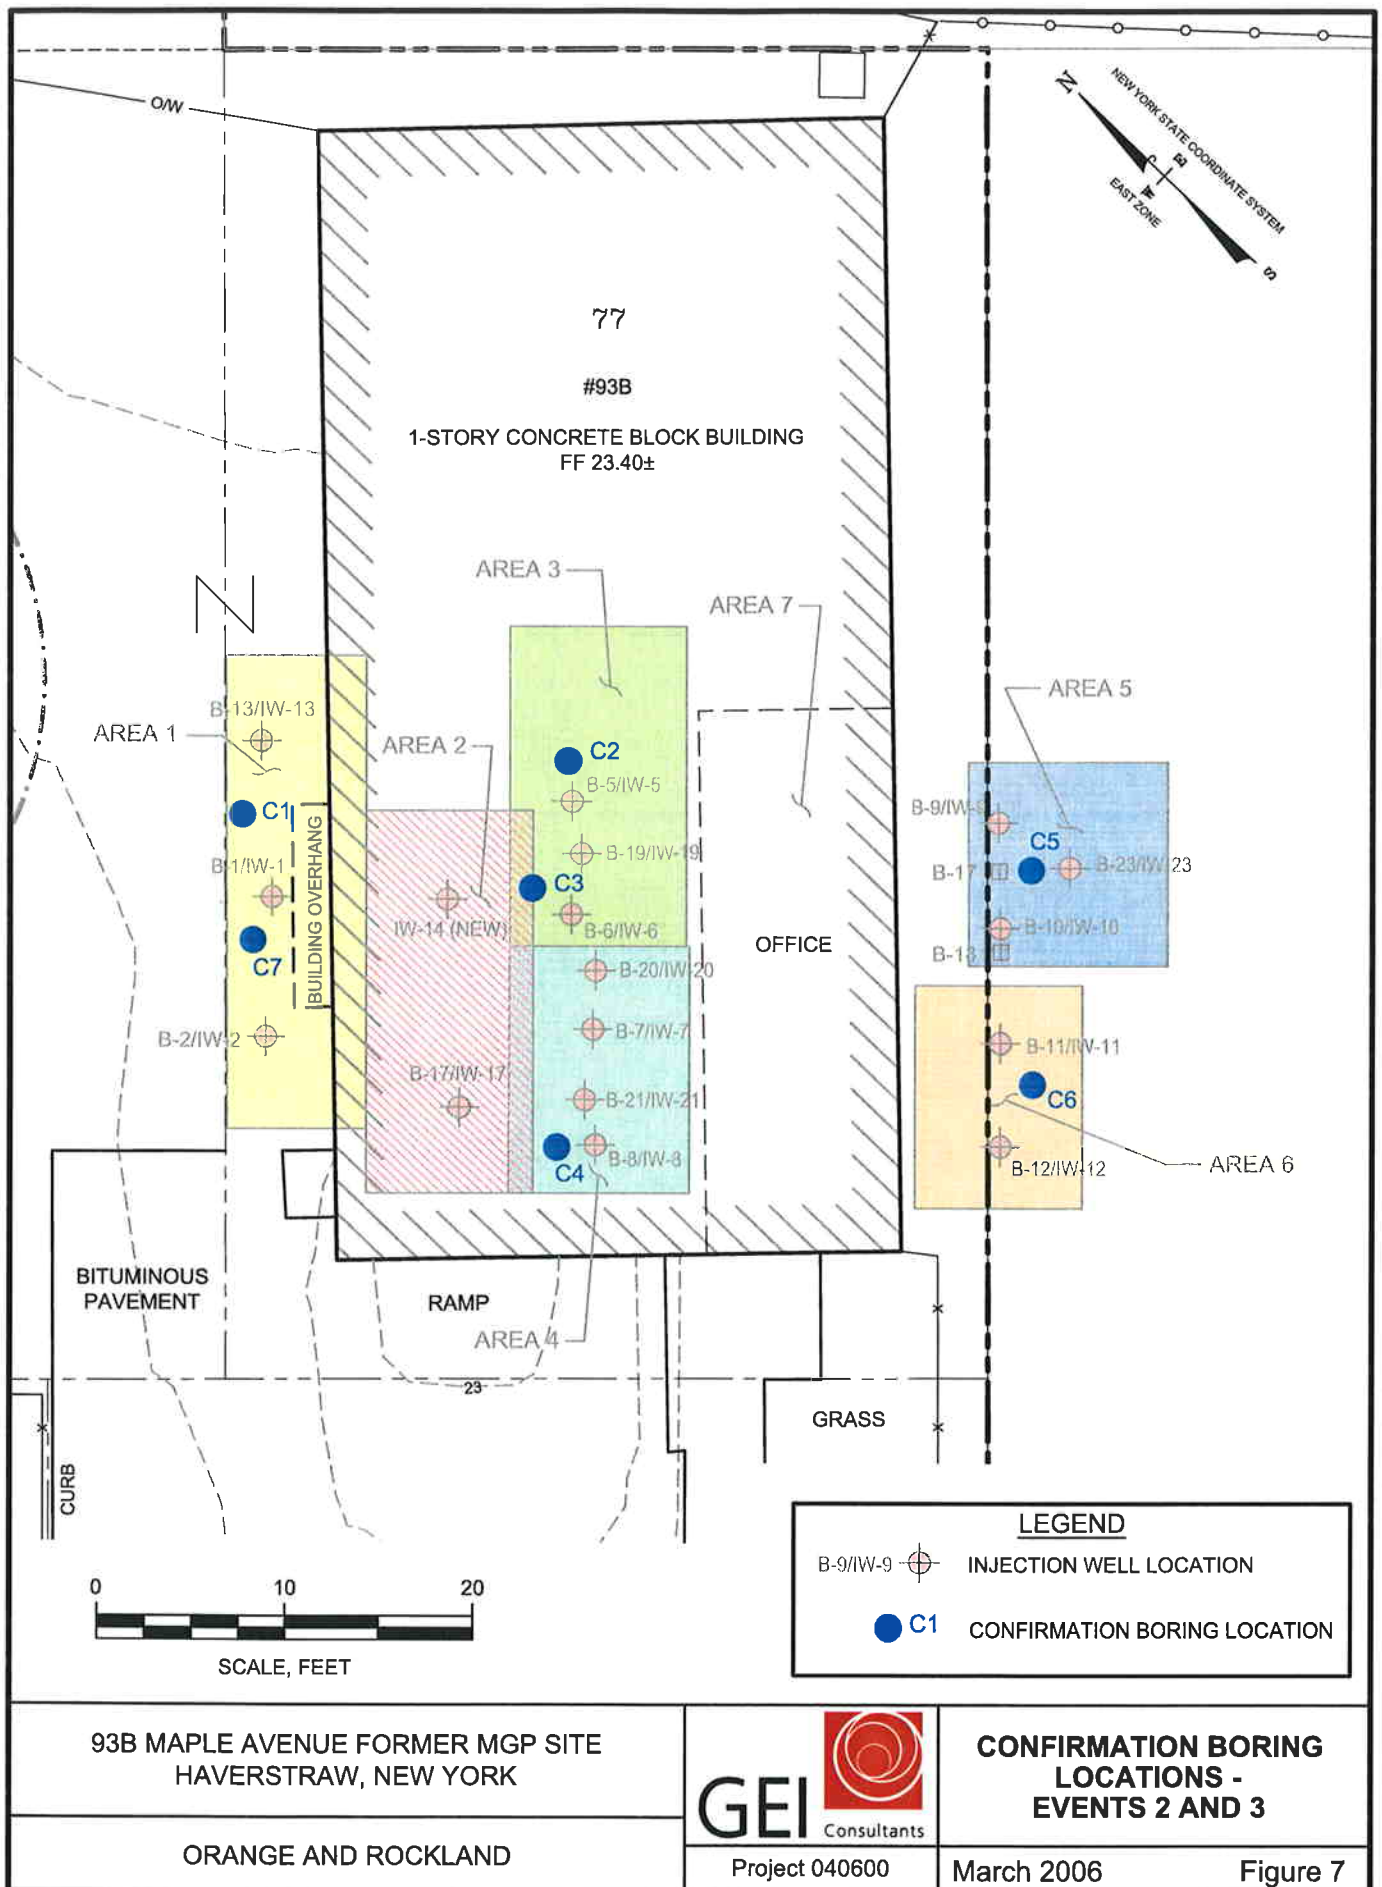 O/W
N
NEW YORK STATE COORDINATE SYSTEM
E
W
EAST ZONE
S
77
#93B
1-STORY CONCRETE BLOCK BUILDING
FF 23.40±
AREA 3
AREA 7
N
AREA 5
B-13/IW-13
AREA 1
AREA 2
C2
B-5/IW-5
C1
B-9/IW-9
C5
B-19/IW-19
B-1/IW-1
BUILDING OVERHANG
C3
B-17
B-23/IW-23
IW-14 (NEW)
B-6/IW-6
OFFICE
B-10/IW-10
B-18
C7
B-20/IW-20
B-2/IW-2
B-7/IW-7
B-11/IW-11
B-17/IW-17
B-21/IW-21
C6
C4
B-8/IW-8
B-12/IW-12
AREA 6
BITUMINOUS
PAVEMENT
RAMP
AREA 4
23
GRASS
CURB
LEGEND
B-9/IW-9 INJECTION WELL LOCATION
C1 CONFIRMATION BORING LOCATION
0 10 20
SCALE, FEET
93B MAPLE AVENUE FORMER MGP SITE
HAVERSTRAW, NEW YORK
ORANGE AND ROCKLAND
GEI Consultants
Project 040600
CONFIRMATION BORING
LOCATIONS -
EVENTS 2 AND 3
March 2006 Figure 7